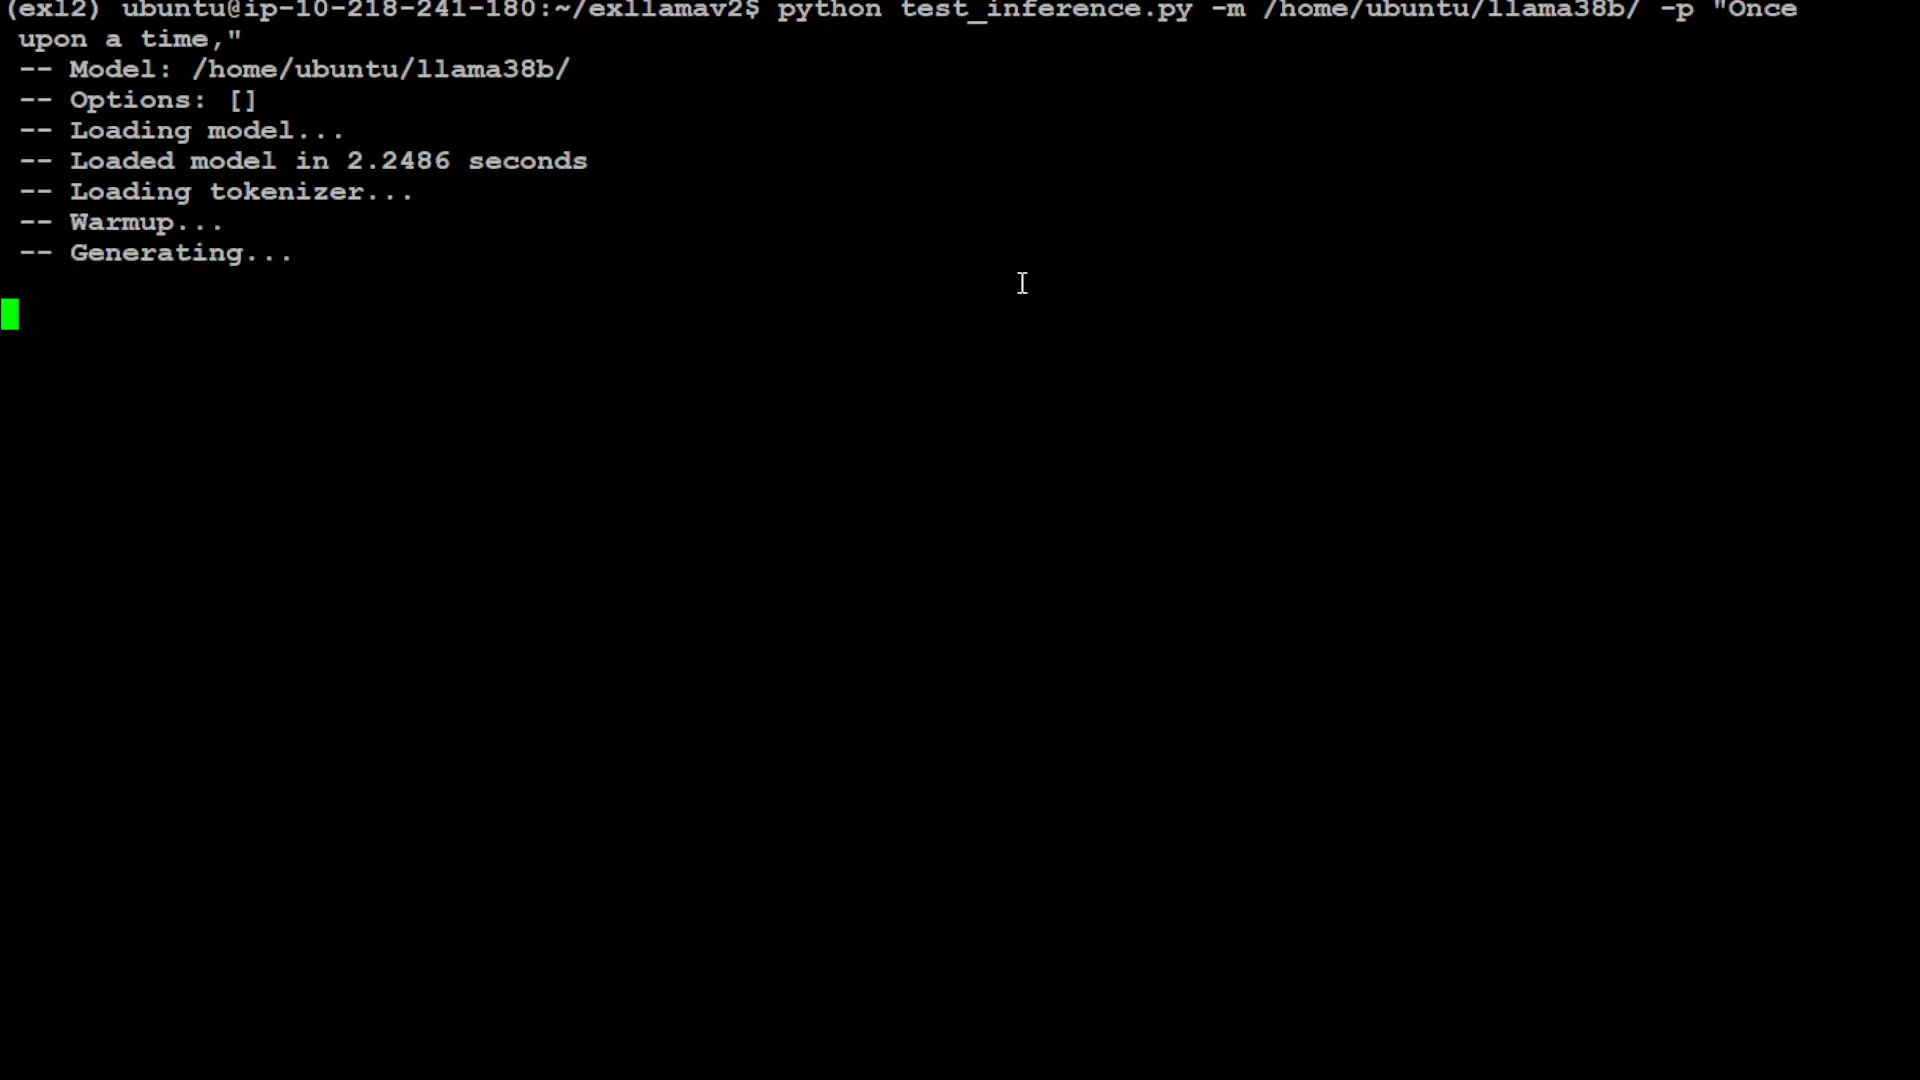 (exl2) ubuntu@ip-10-218-241-180:~/exllamav2$ python test_inference.py -m /home/ubuntu/llama38b/ -p "Once
upon a time,"
-- Model: /home/ubuntu/llama38b/
-- Options: []
-- Loading model...
-- Loaded model in 2.2486 seconds
-- Loading tokenizer...
-- Warmup...
-- Generating...